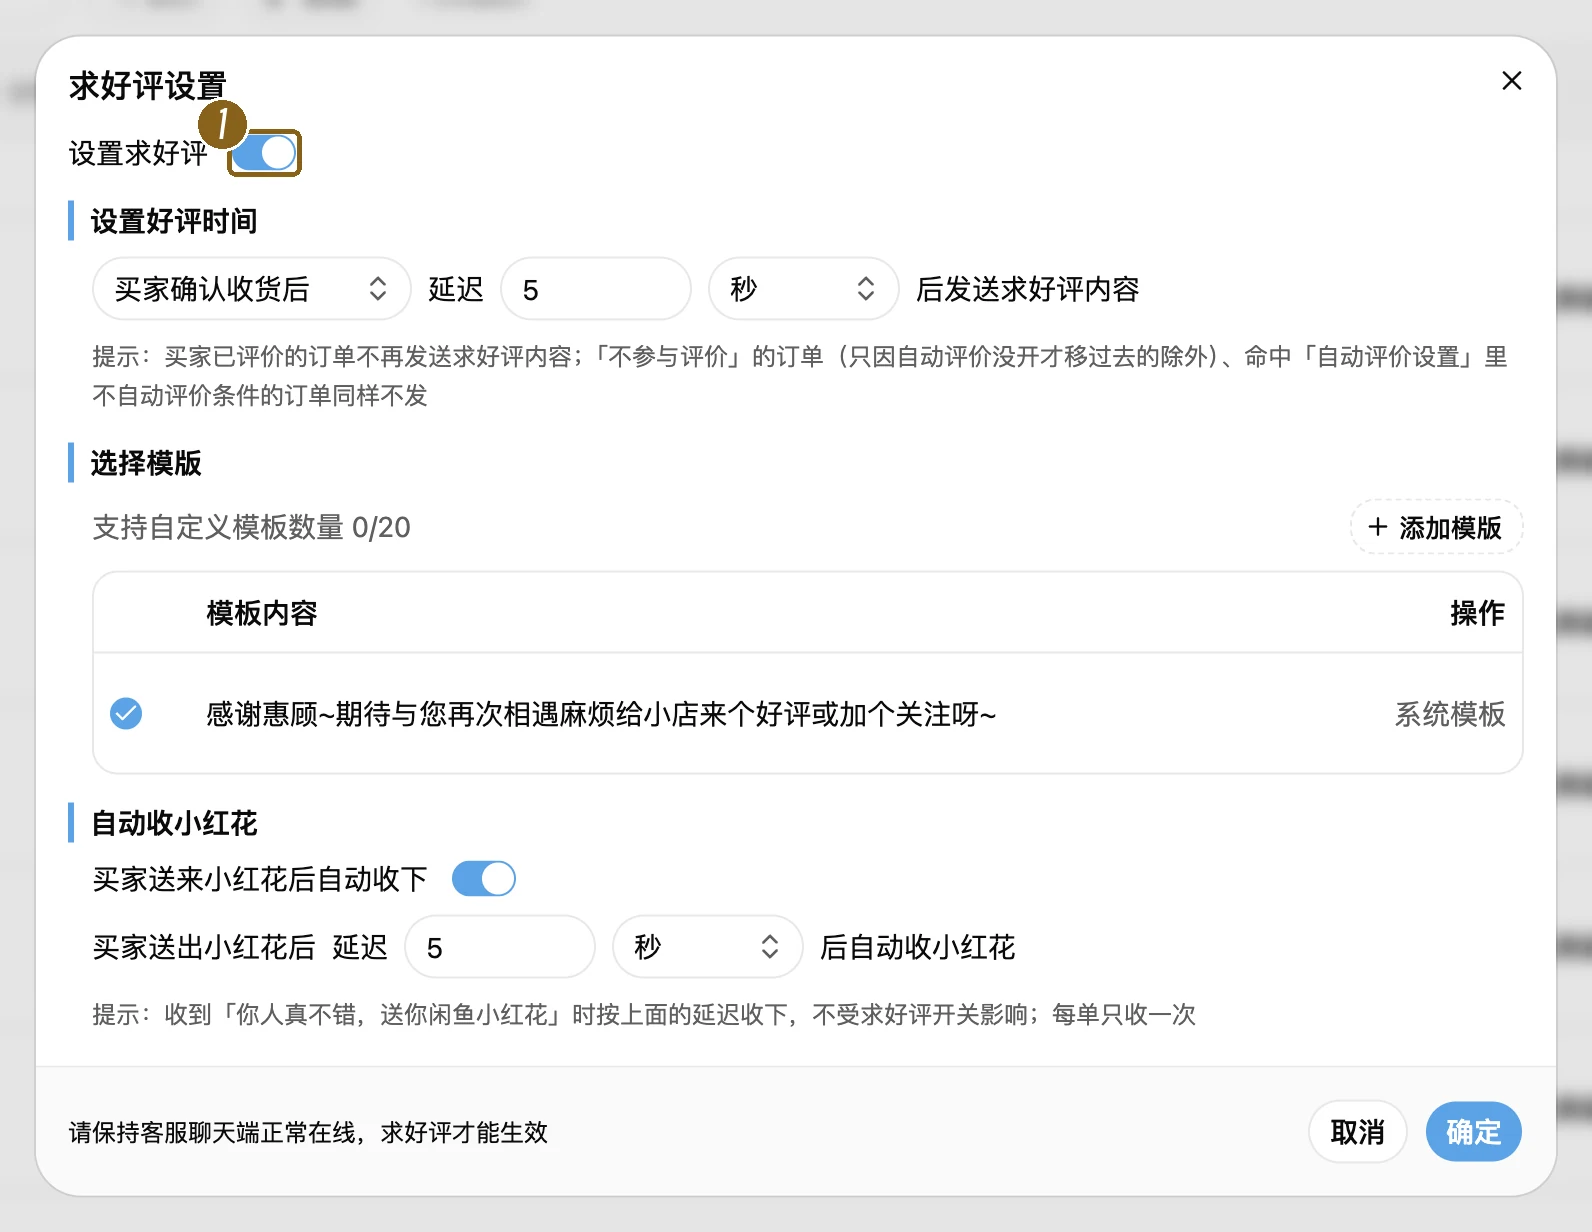 求好评设置
1
设置求好评
设置好评时间
买家确认收货后 延迟 5 秒 后发送求好评内容
提示：买家已评价的订单不再发送求好评内容；「不参与评价」的订单（只因自动评价没开才移过去的除外）、命中「自动评价设置」里
不自动评价条件的订单同样不发
选择模版
支持自定义模板数量 0/20
+ 添加模版
模板内容 操作
感谢惠顾~期待与您再次相遇麻烦给小店来个好评或加个关注呀~ 系统模板
自动收小红花
买家送来小红花后自动收下
买家送出小红花后 延迟 5 秒 后自动收小红花
提示：收到「你人真不错，送你闲鱼小红花」时按上面的延迟收下，不受求好评开关影响；每单只收一次
请保持客服聊天端正常在线，求好评才能生效
取消 确定